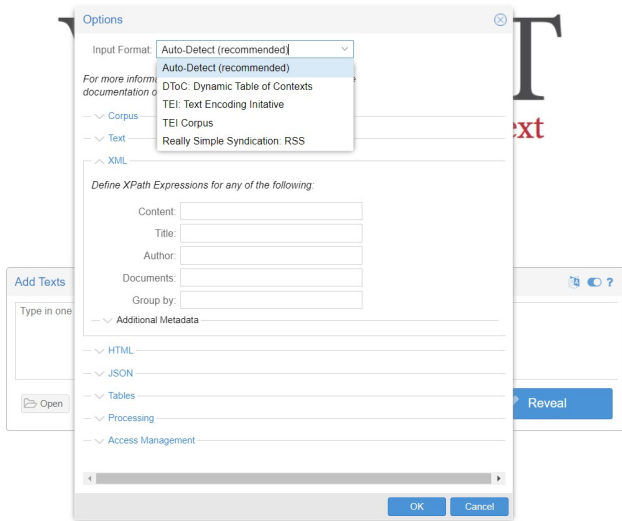 Options
Input Format: Auto-Detect (recommended)
Auto-Detect (recommended)
DToC: Dynamic Table of Contexts
TEI: Text Encoding Initative
TEI Corpus
Really Simple Syndication: RSS
For more
documentation
Corpus
Text
XML
Define XPath Expressions for any of the following:
Content:
Title:
Author:
Documents:
Group by:
Additional Metadata
HTML
JSON
Tables
Processing
Access Management
OK Cancel
Add Texts ?
Type in one
Open Reveal